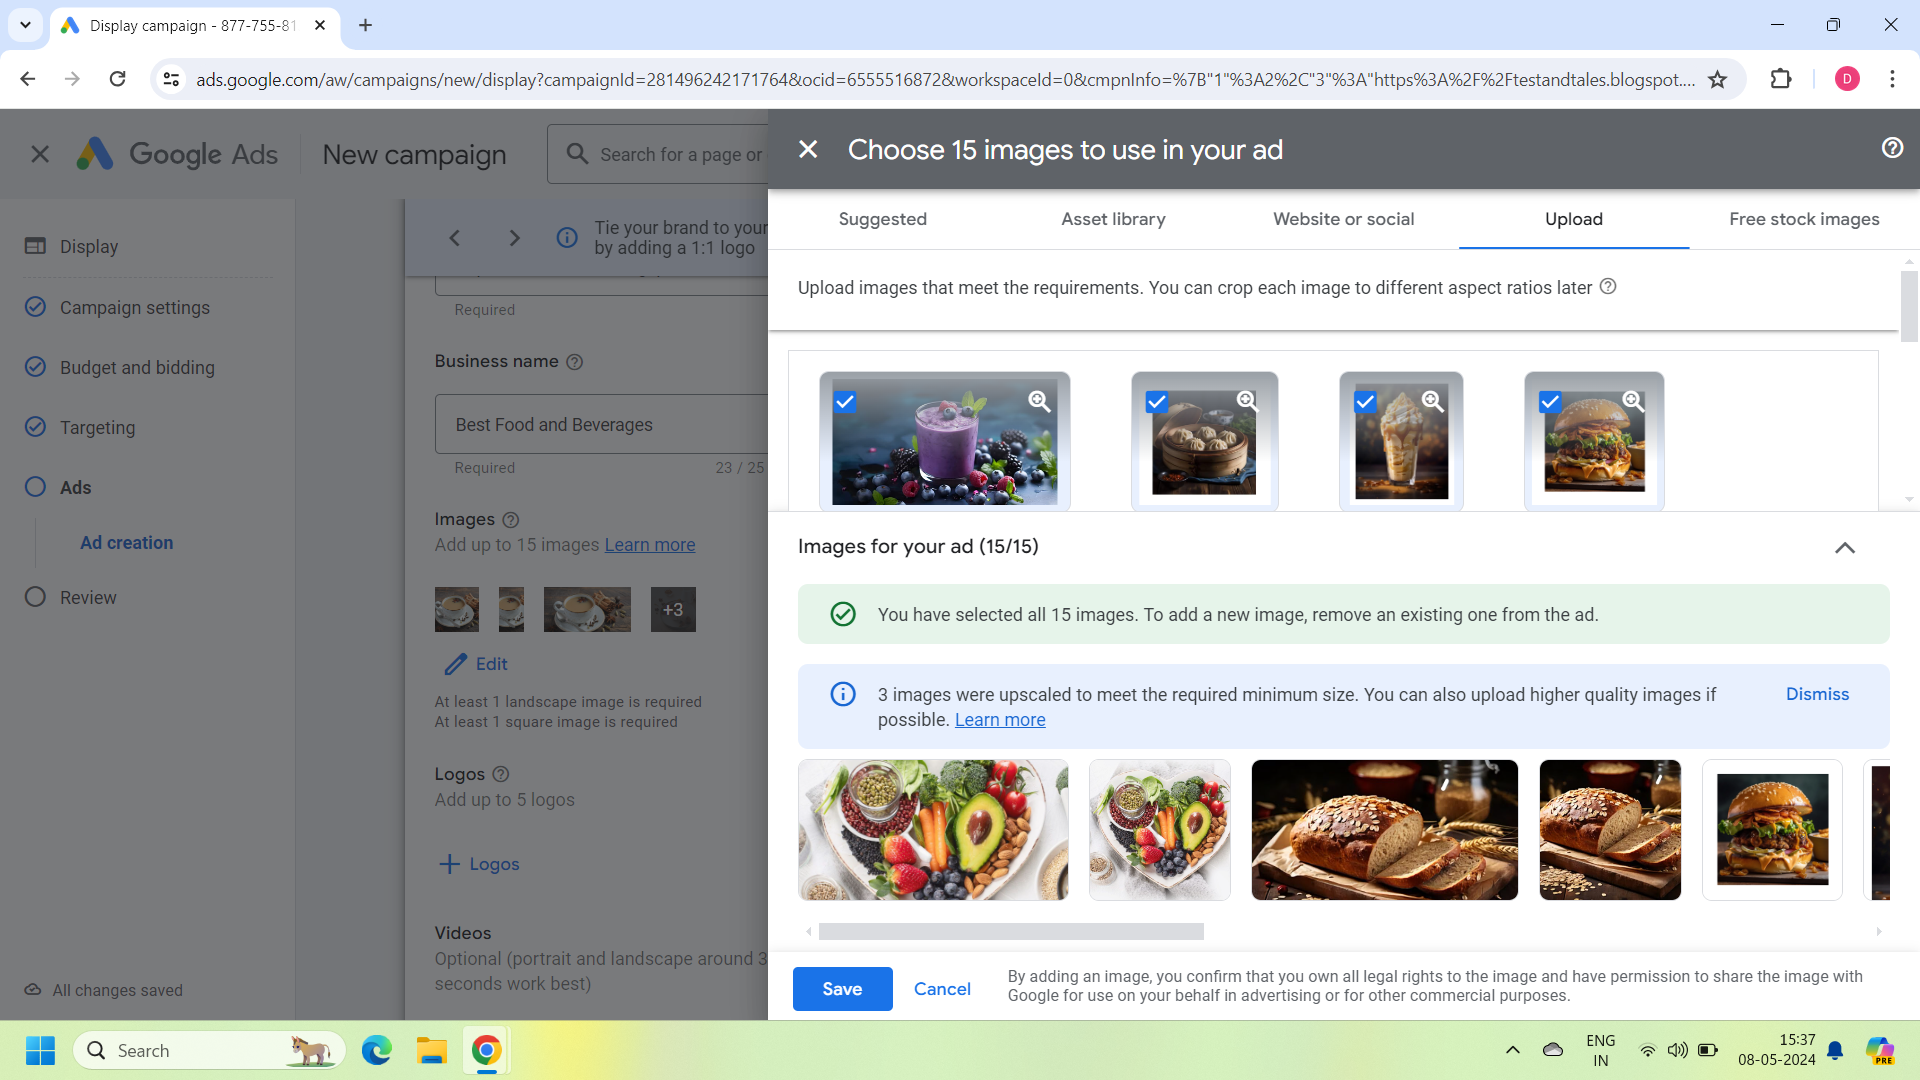 Display campaign - 877-755-81
ads.google.com/aw/campaigns/new/display?campaignId=281496242171764&ocid=6555516872&workspaceId=0&cmpnInfo=%7B"1"%3A2%2C"3"%3A"https%3A%2F%2Ftestandtales.blogspot....
D
Google Ads
New campaign
Search for a page or
Choose 15 images to use in your ad
Suggested
Asset library
Website or social
Upload
Free stock images
Upload images that meet the requirements. You can crop each image to different aspect ratios later
Display
Campaign settings
Budget and bidding
Targeting
Ads
Ad creation
Review
All changes saved
Tie your brand to your
by adding a 1:1 logo
Required
Business name
Best Food and Beverages
Required
23 / 25
Images
Add up to 15 images Learn more
+3
Edit
At least 1 landscape image is required
At least 1 square image is required
Logos
Add up to 5 logos
Logos
Videos
Optional (portrait and landscape around 3
seconds work best)
Images for your ad (15/15)
You have selected all 15 images. To add a new image, remove an existing one from the ad.
3 images were upscaled to meet the required minimum size. You can also upload higher quality images if
possible. Learn more
Dismiss
Save
Cancel
By adding an image, you confirm that you own all legal rights to the image and have permission to share the image with
Google for use on your behalf in advertising or for other commercial purposes.
Search
ENG
IN
15:37
08-05-2024
PRE